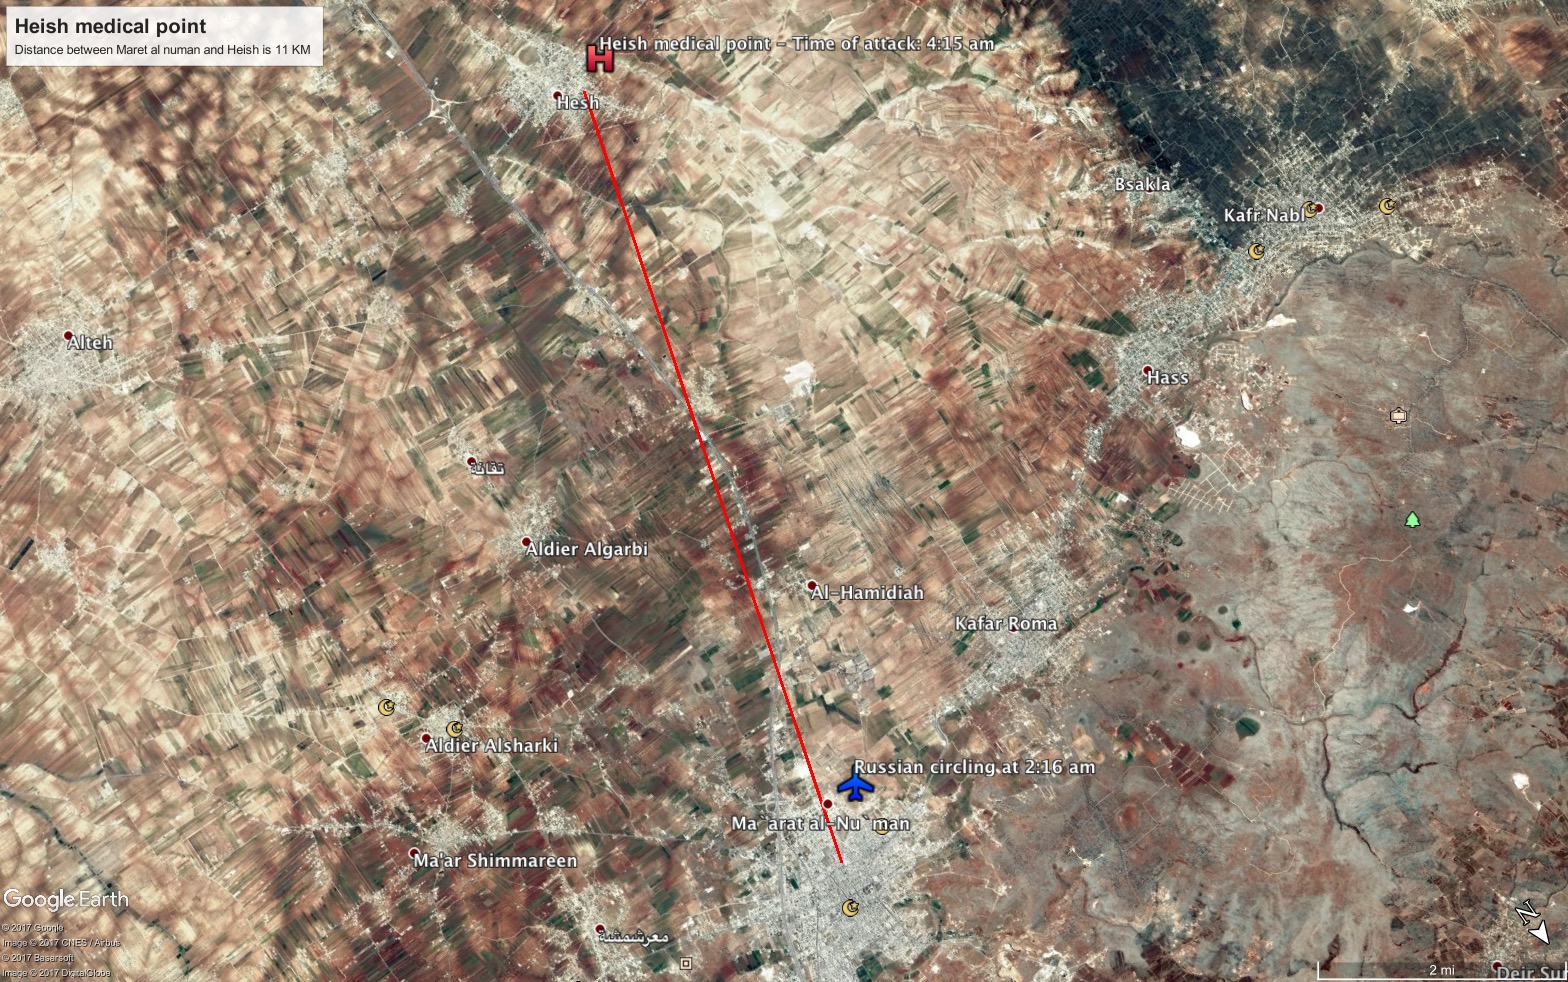 Heish medical point
Distance between Maret al numan and Heish is 11 KM
H
Heish medical point - Time of attack: 4:15 am
Hesh
Bsakla
Kafr Nabl
Alteh
Hass
Aldier Algarbi
Al-Hamidiah
Kafar Roma
Aldier Alsharki
Russian circling at 2:16 am
Ma`arat al-Nu`man
Ma'ar Shimmareen
معرشمشة
Google Earth
© 2017 Google
Image © 2017 CNES / Airbus
© 2017 Basarsoft
Image © 2017 DigitalGlobe
N
2 mi